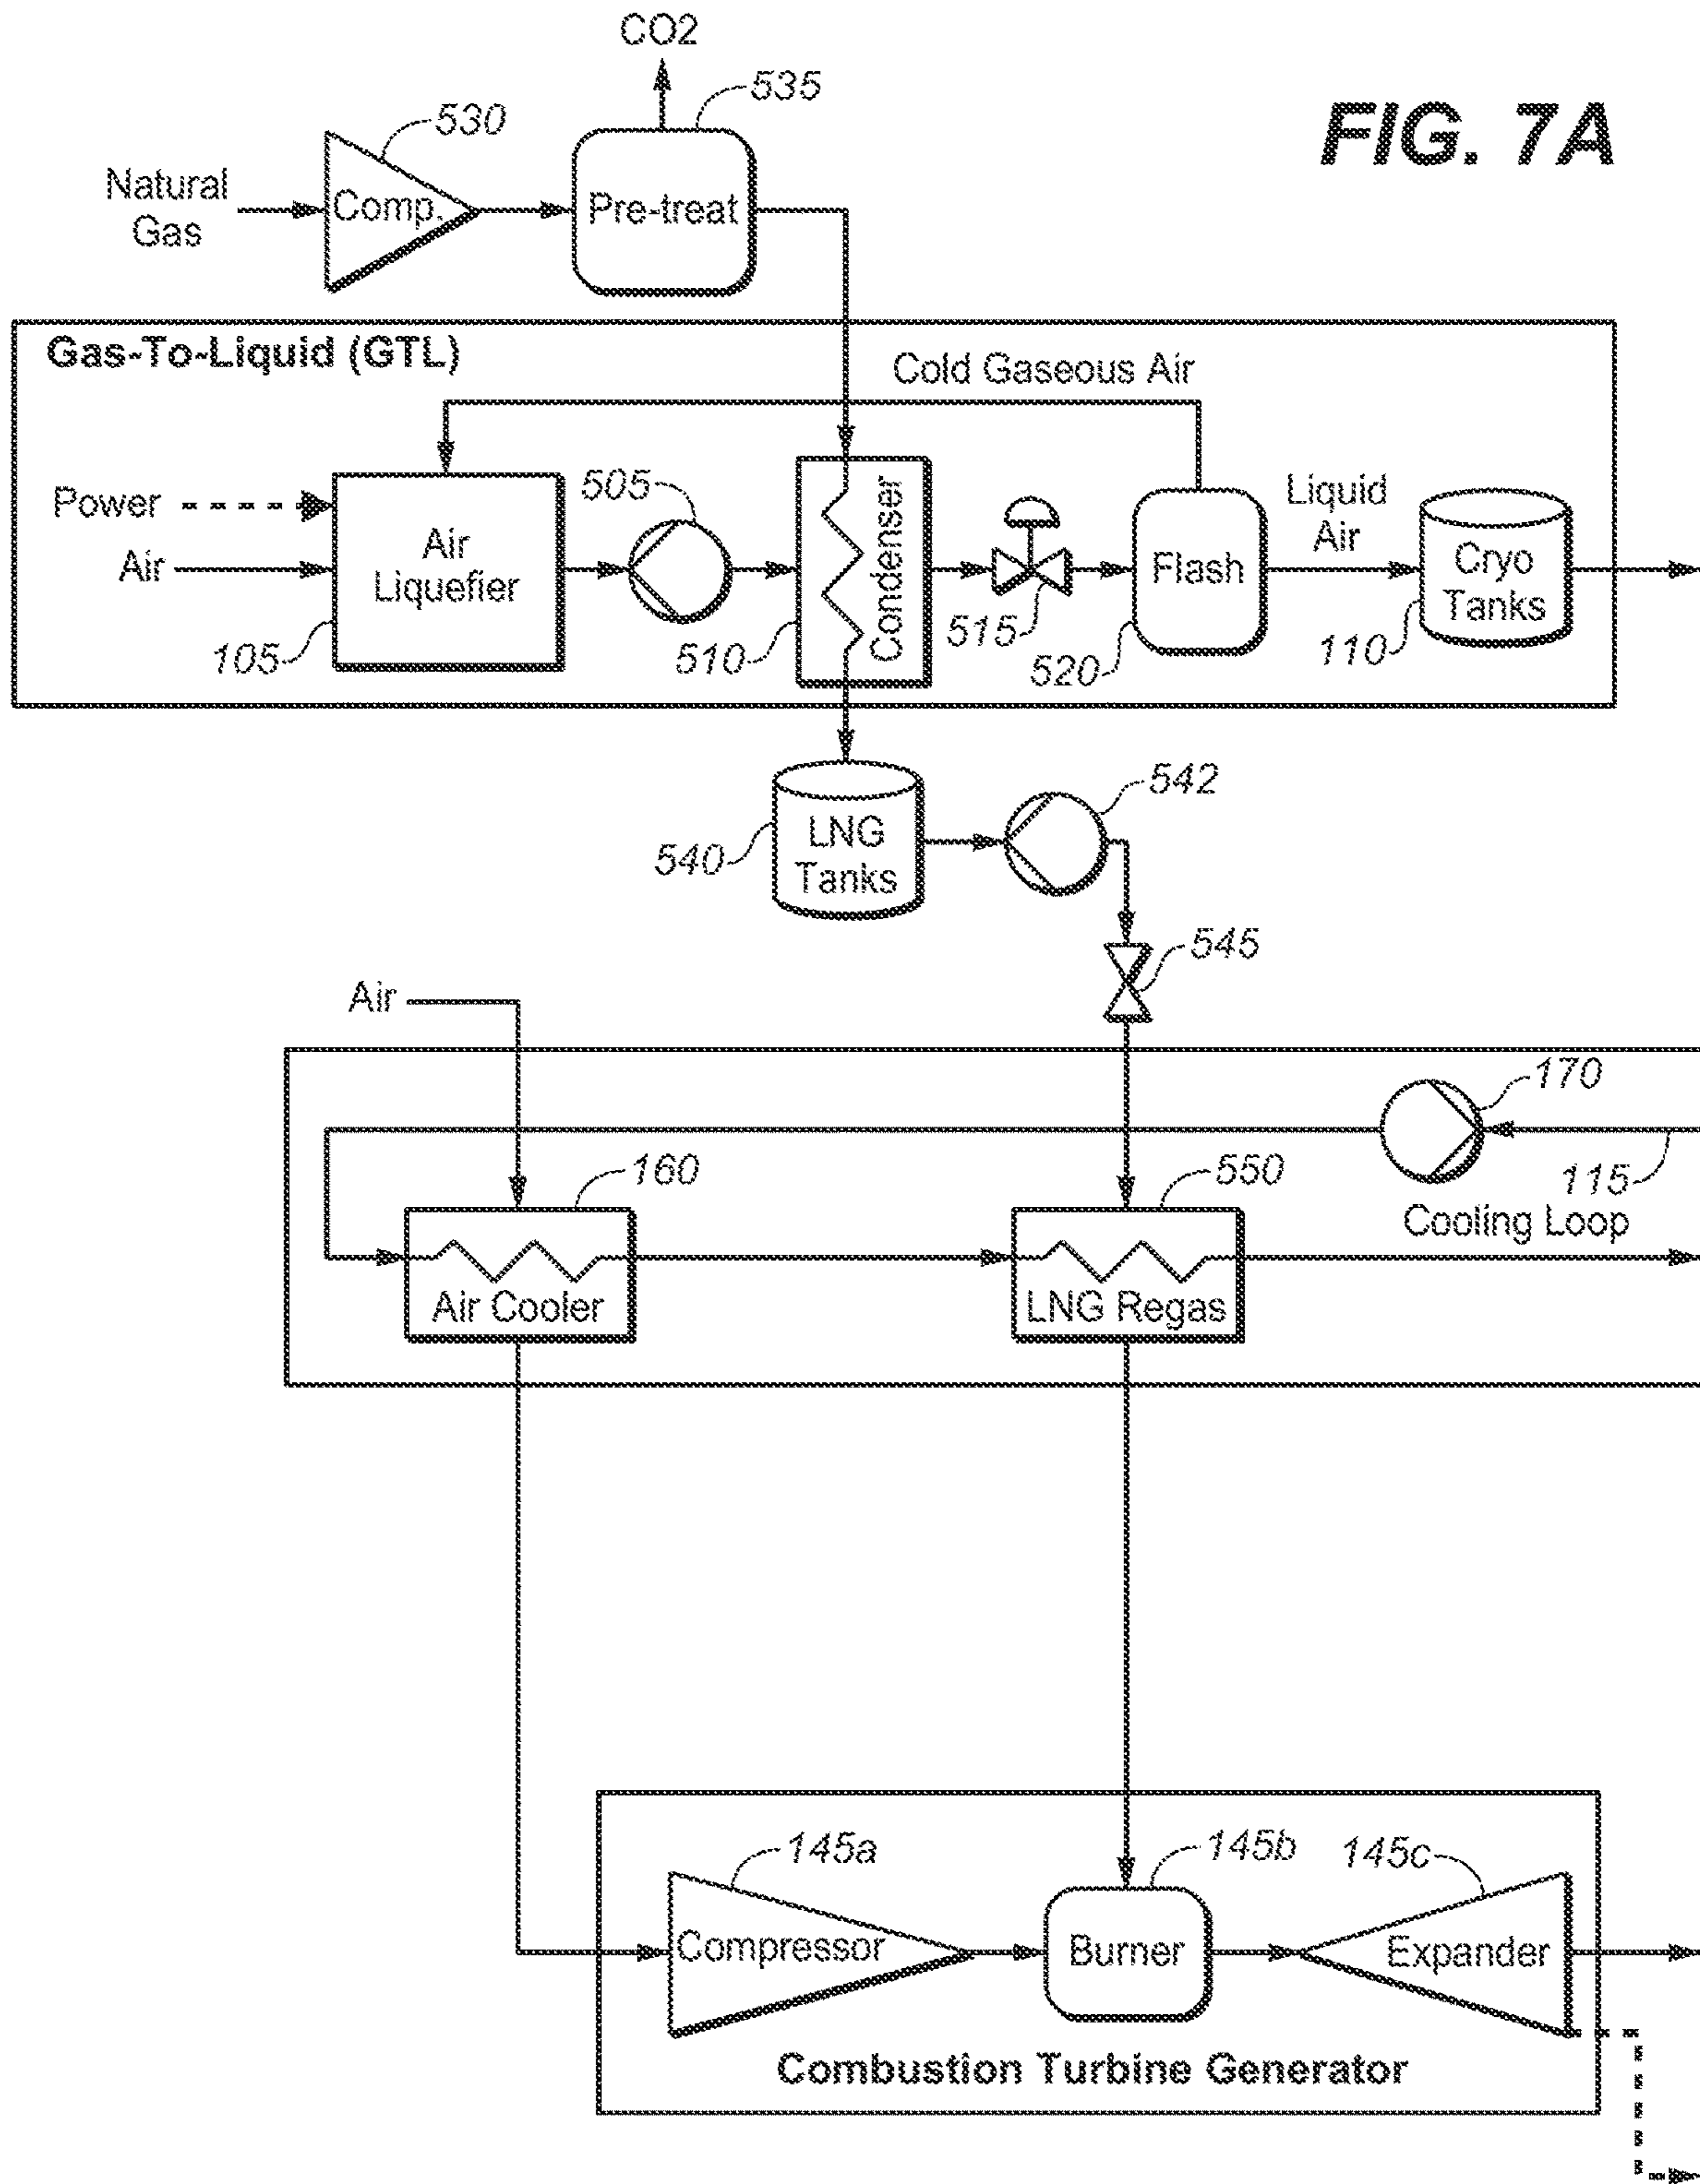 CO2
535
FIG. 7A
530
Natural
Gas
Comp.
Pre-treat
Gas-To-Liquid (GTL)
Cold Gaseous Air
Power
Air
Air
Liquefier
505
Condenser
Flash
Liquid
Air
Cryo
Tanks
105
510
515
520
110
LNG
Tanks
540
542
545
Air
170
160
550
115
Cooling Loop
Air Cooler
LNG Regas
145a
145b
145c
Compressor
Burner
Expander
Combustion Turbine Generator